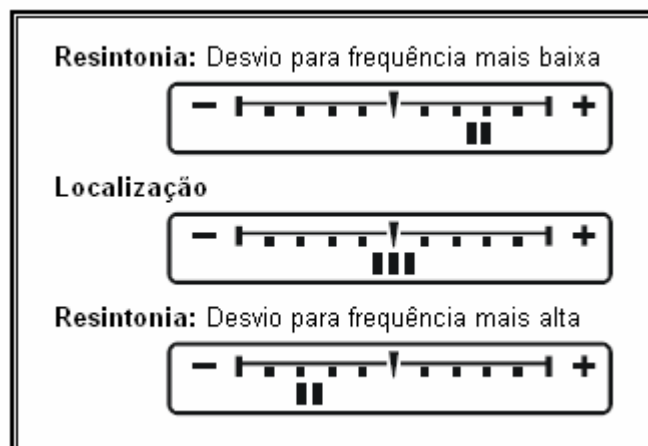 Resintonia: Desvio para frequência mais baixa
− +
Localização
− +
Resintonia: Desvio para frequência mais alta
− +